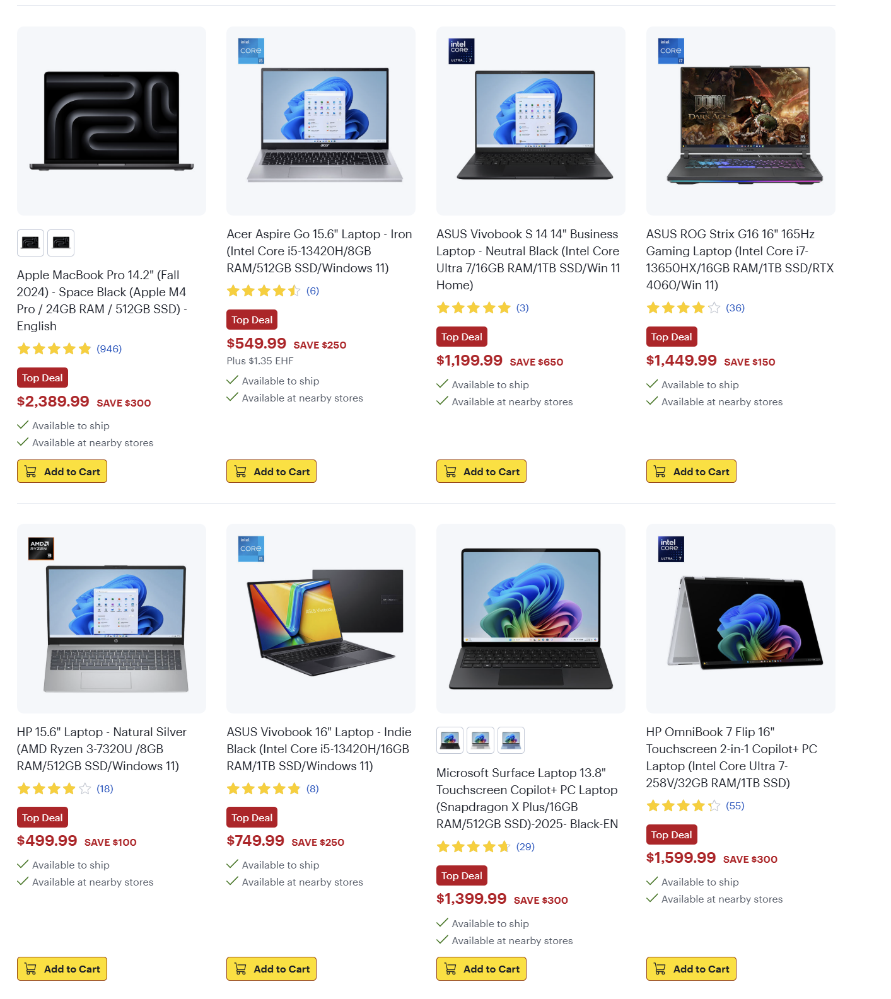 intel
CORE
i5
intel
CORE
ULTRA 7
intel
CORE
i7
acer
DOOM
THE
DARK AGES
Apple MacBook Pro 14.2" (Fall
2024) - Space Black (Apple M4
Pro / 24GB RAM / 512GB SSD) -
English
(946)
Top Deal
$2,389.99 SAVE $300
Available to ship
Available at nearby stores
Add to Cart
Acer Aspire Go 15.6" Laptop - Iron
(Intel Core i5-13420H/8GB
RAM/512GB SSD/Windows 11)
(6)
Top Deal
$549.99 SAVE $250
Plus $1.35 EHF
Available to ship
Available at nearby stores
Add to Cart
ASUS Vivobook S 14 14" Business
Laptop - Neutral Black (Intel Core
Ultra 7/16GB RAM/1TB SSD/Win 11
Home)
(3)
Top Deal
$1,199.99 SAVE $650
Available to ship
Available at nearby stores
Add to Cart
ASUS ROG Strix G16 16" 165Hz
Gaming Laptop (Intel Core i7-
13650HX/16GB RAM/1TB SSD/RTX
4060/Win 11)
(36)
Top Deal
$1,449.99 SAVE $150
Available to ship
Available at nearby stores
Add to Cart
AMD
RYZEN
3
intel
CORE
i5
ASUS Vivobook
intel
CORE
ULTRA 7
HP 15.6" Laptop - Natural Silver
(AMD Ryzen 3-7320U /8GB
RAM/512GB SSD/Windows 11)
(18)
Top Deal
$499.99 SAVE $100
Available to ship
Available at nearby stores
Add to Cart
ASUS Vivobook 16" Laptop - Indie
Black (Intel Core i5-13420H/16GB
RAM/1TB SSD/Windows 11)
(8)
Top Deal
$749.99 SAVE $250
Available to ship
Available at nearby stores
Add to Cart
Microsoft Surface Laptop 13.8"
Touchscreen Copilot+ PC Laptop
(Snapdragon X Plus/16GB
RAM/512GB SSD)-2025- Black-EN
(29)
Top Deal
$1,399.99 SAVE $300
Available to ship
Available at nearby stores
Add to Cart
HP OmniBook 7 Flip 16"
Touchscreen 2-in-1 Copilot+ PC
Laptop (Intel Core Ultra 7-
258V/32GB RAM/1TB SSD)
(55)
Top Deal
$1,599.99 SAVE $300
Available to ship
Available at nearby stores
Add to Cart